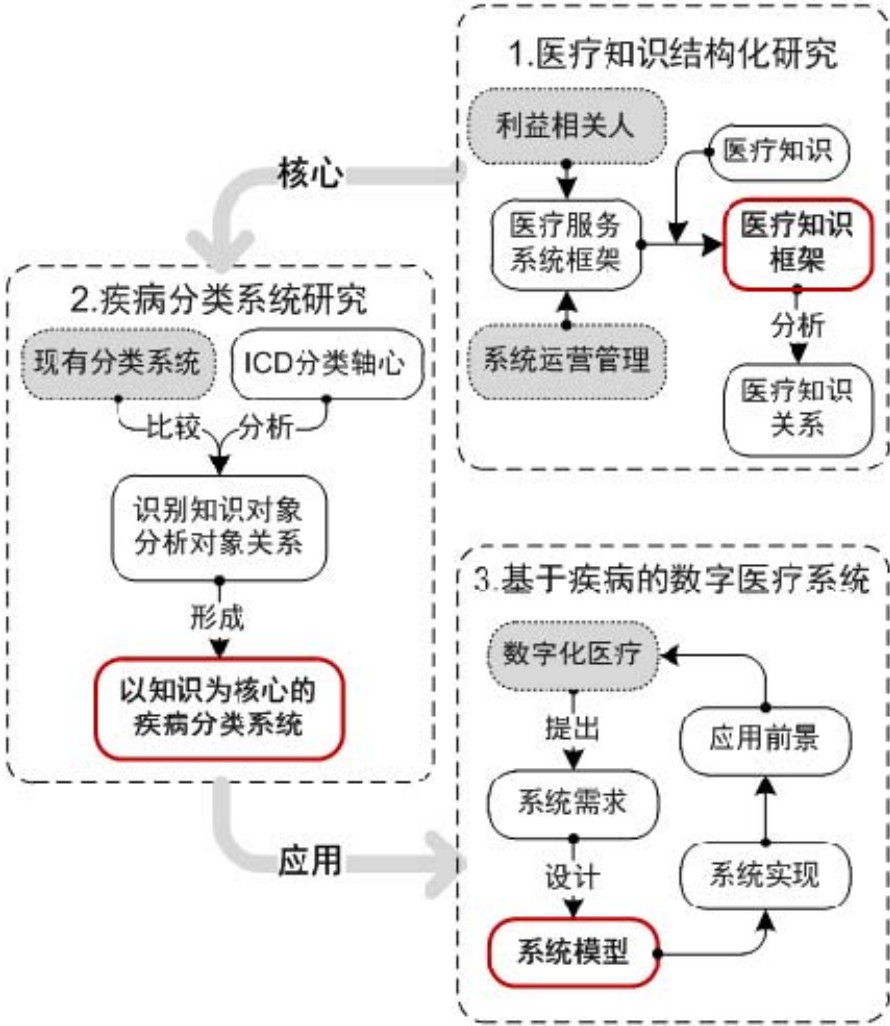 1.医疗知识结构化研究
利益相关人
医疗知识
医疗服务
系统框架
医疗知识
框架
系统运营管理
分析
医疗知识
关系
核心
2.疾病分类系统研究
现有分类系统
ICD分类轴心
比较
分析
识别知识对象
分析对象关系
形成
以知识为核心的
疾病分类系统
应用
3.基于疾病的数字医疗系统
数字化医疗
提出
系统需求
设计
系统模型
系统实现
应用前景